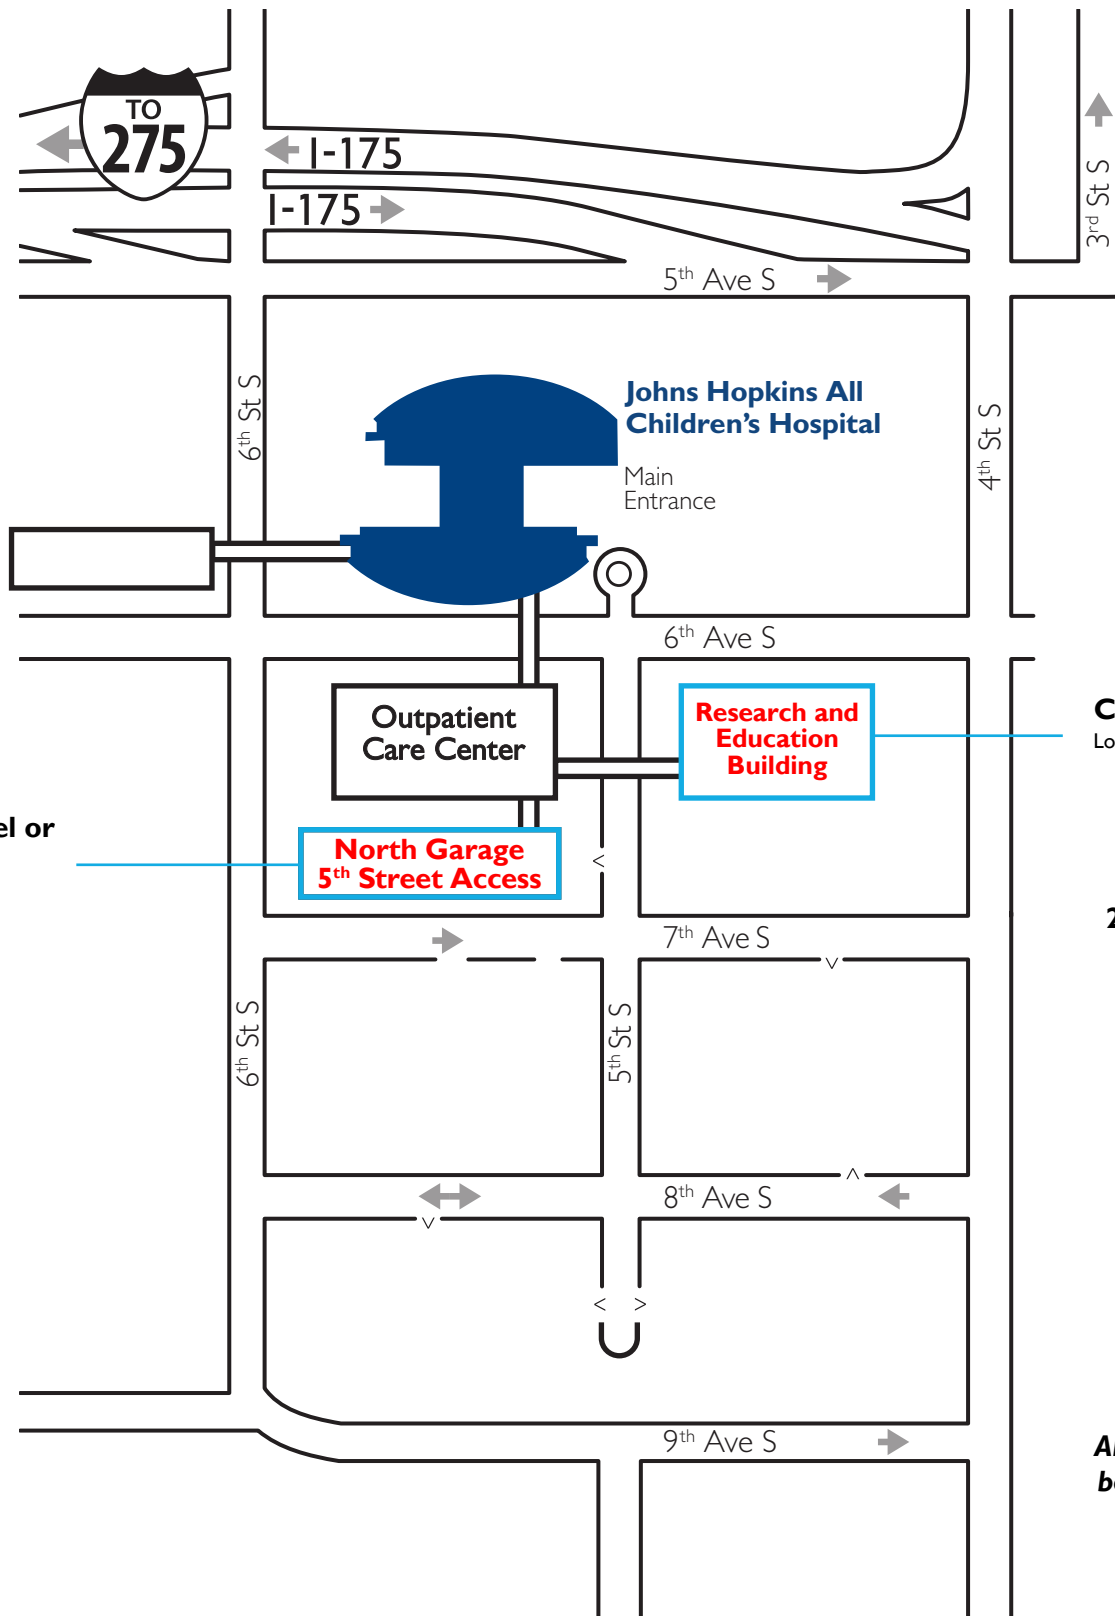 TO
275
I-175
I-175
3rd St S
5th Ave S
6th St S
Johns Hopkins All
Children's Hospital
4th St S
Main
Entrance
6th Ave S
Outpatient
Care Center
Research and
Education
Building
C
Lo
el or
North Garage
5th Street Access
2
7th Ave S
6th St S
5th St S
8th Ave S
9th Ave S